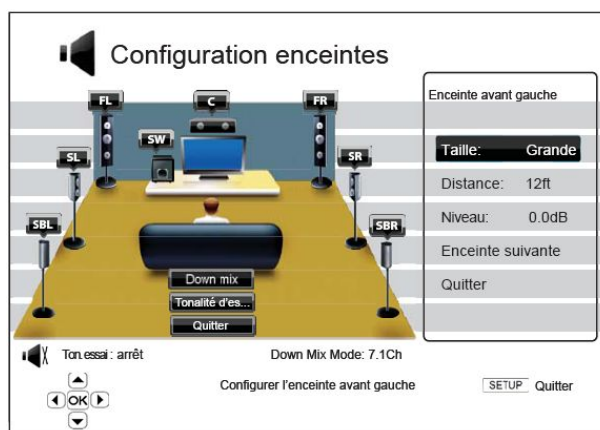 Configuration enceintes
FL
C
FR
SW
SL
SR
SBL
SBR
Down mix
Tonalité d'es...
Quitter
Enceinte avant gauche
Taille: Grande
Distance: 12ft
Niveau: 0.0dB
Enceinte suivante
Quitter
Ton.essai : arrêt
Down Mix Mode: 7.1Ch
OK
Configurer l'enceinte avant gauche
SETUP Quitter